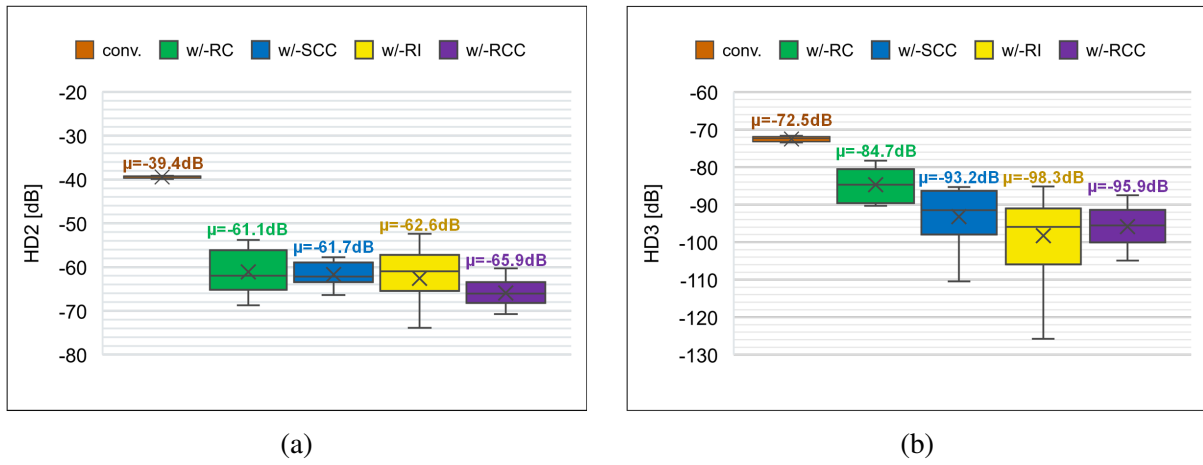 conv. w/-RC w/-SCC w/-RI w/-RCC
-20
-30
-40
-50
-60
-70
-80
HD2 [dB]
μ=-39.4dB
μ=-61.1dB
μ=-61.7dB
μ=-62.6dB
μ=-65.9dB
(a)
conv. w/-RC w/-SCC w/-RI w/-RCC
-60
-70
-80
-90
-100
-110
-120
-130
HD3 [dB]
μ=-72.5dB
μ=-84.7dB
μ=-93.2dB
μ=-98.3dB
μ=-95.9dB
(b)